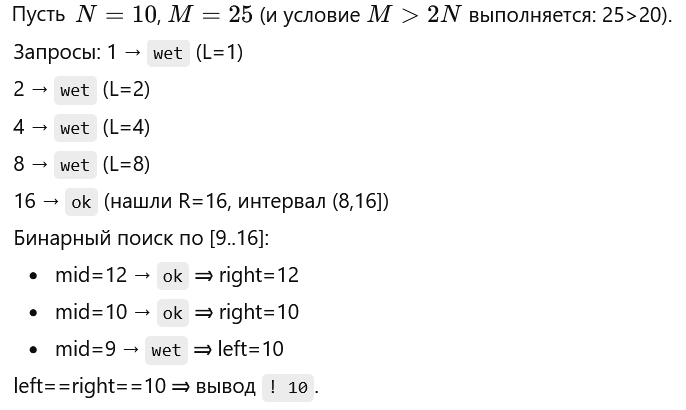 Пусть N = 10, M = 25 (и условие M > 2N выполняется: 25>20).
Запросы: 1 → wet (L=1)
2 → wet (L=2)
4 → wet (L=4)
8 → wet (L=8)
16 → ok (нашли R=16, интервал (8,16])
Бинарный поиск по [9..16]:
• mid=12 → ok ⇒ right=12
• mid=10 → ok ⇒ right=10
• mid=9 → wet ⇒ left=10
left==right==10 ⇒ вывод ! 10 .